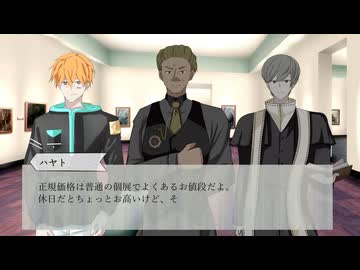 ハヤト
正規価格は普通の個展でよくあるお値段だよ。
休日だとちょっとお高いけど、そ